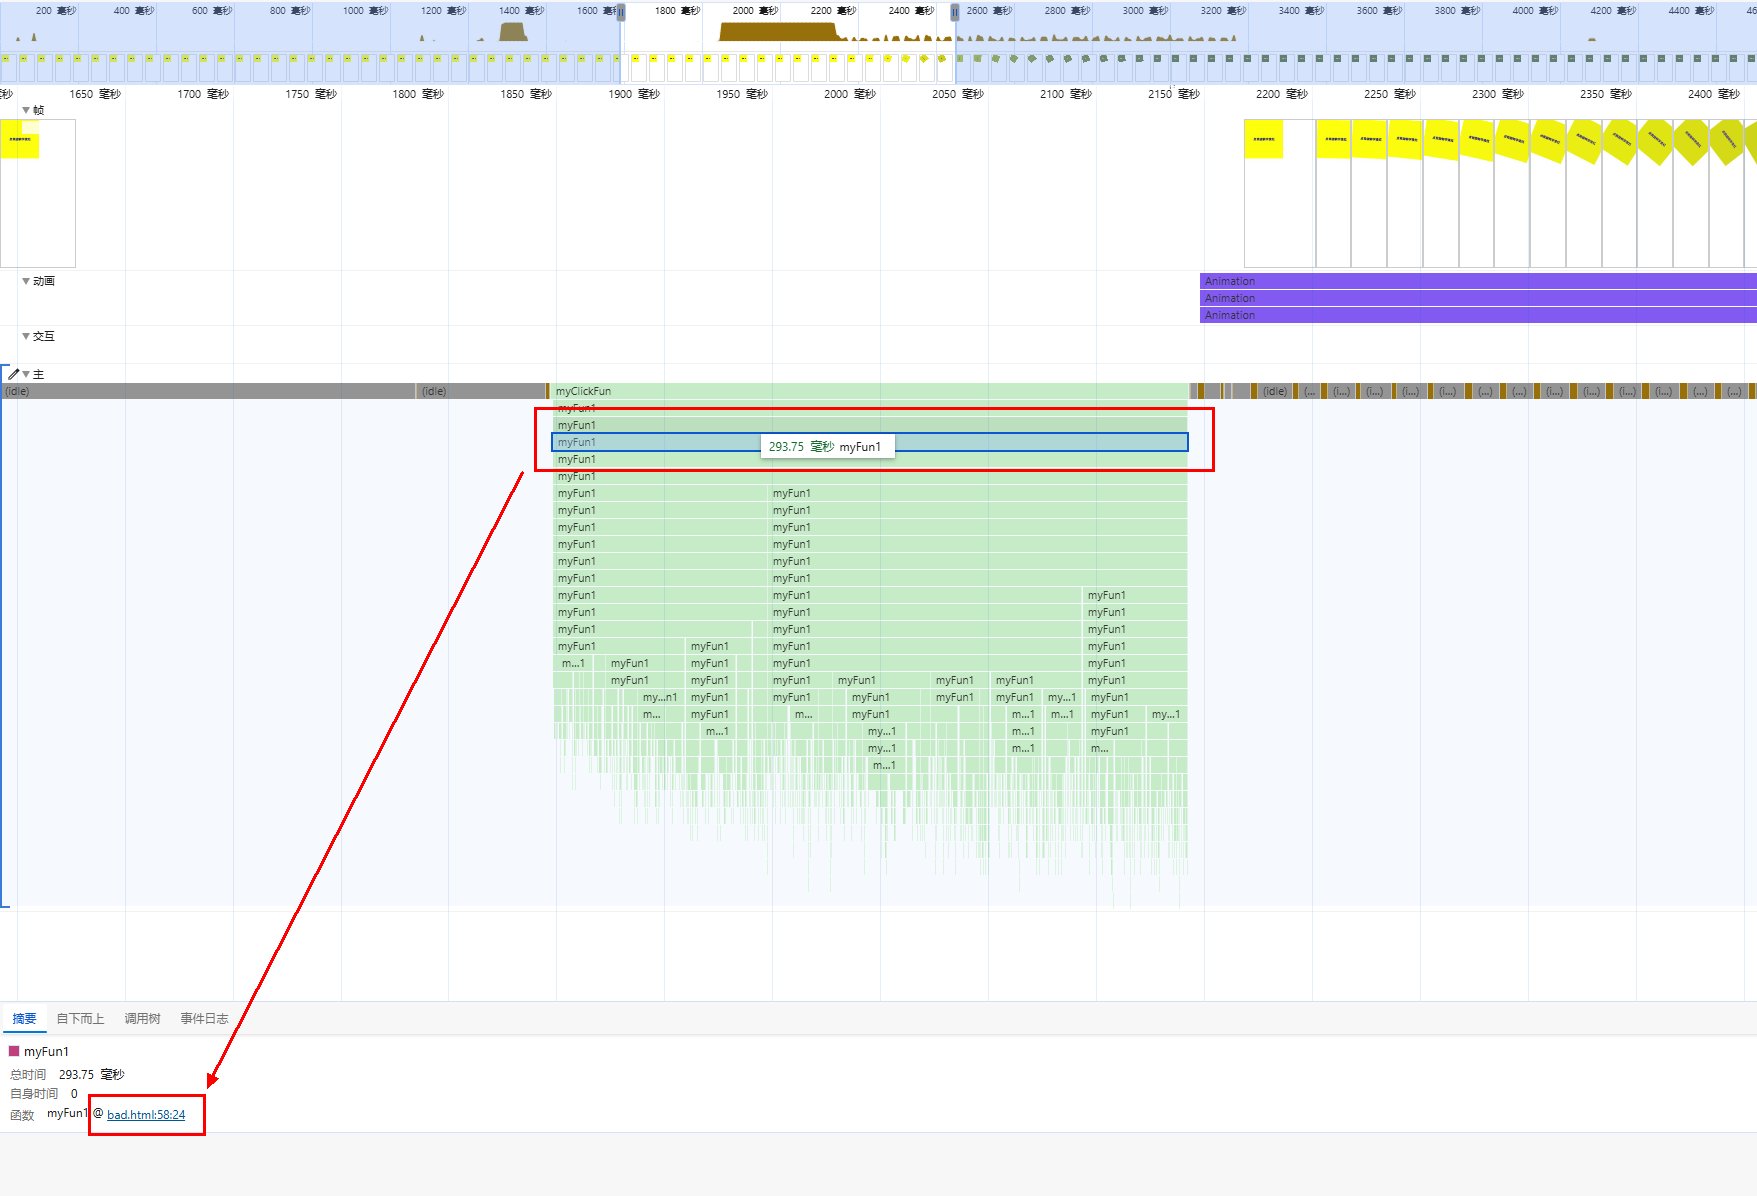 200 毫秒 400 毫秒 600 毫秒 800 毫秒 1000 毫秒 1200 毫秒 1400 毫秒 1600 毫 1800 毫秒 2000 毫秒 2200 毫秒 2400 毫秒 2600 毫秒 2800 毫秒 3000 毫秒 3200 毫秒 3400 毫秒 3600 毫秒 3800 毫秒 4000 毫秒 4200 毫秒 4400 毫秒 46
毫秒 1650 毫秒 1700 毫秒 1750 毫秒 1800 毫秒 1850 毫秒 1900 毫秒 1950 毫秒 2000 毫秒 2050 毫秒 2100 毫秒 2150 毫秒 2200 毫秒 2250 毫秒 2300 毫秒 2350 毫秒 2400 毫秒
帧
动画
Animation
Animation
Animation
交互
主
(idle) (idle) myClickFun (idle) (... (i...) (i...) (i...) (i...) (...) (...) (i...) (i...) (i...) (i...) (...) (...)
myFun1
myFun1
myFun1 293.75 毫秒 myFun1
myFun1
myFun1
myFun1 myFun1
myFun1 myFun1
myFun1 myFun1
myFun1 myFun1
myFun1 myFun1
myFun1 myFun1
myFun1 myFun1 myFun1
myFun1 myFun1 myFun1
myFun1 myFun1 myFun1
myFun1 myFun1 myFun1 myFun1
m...1 myFun1 myFun1 myFun1 myFun1
myFun1 myFun1 myFun1 myFun1 myFun1 myFun1 myFun1
my...n1 myFun1 myFun1 myFun1 myFun1 myFun1 my...1 myFun1
m... myFun1 m... myFun1 m...1 m...1 myFun1 my...1
m...1 my...1 m...1 myFun1
my...1 m...1 m...
m...1
摘要 自下而上 调用树 事件日志
myFun1
总时间 293.75 毫秒
自身时间 0
函数 myFun1 @ bad.html:58:24